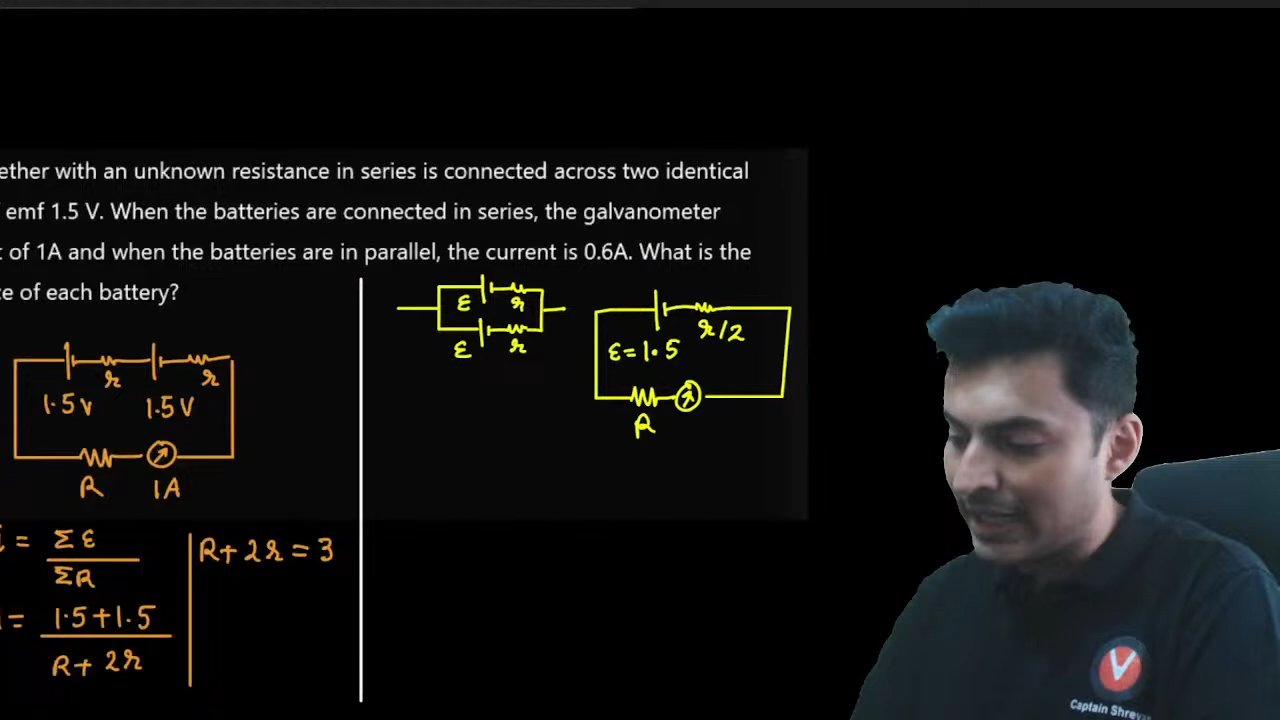 ether with an unknown resistance in series is connected across two identical
emf 1.5 V. When the batteries are connected in series, the galvanometer
t of 1A and when the batteries are in parallel, the current is 0.6A. What is the
ce of each battery?
ε r
ε r
r/2
ε = 1.5
R
r r
1.5v 1.5V
R 1A
i = Σε / ΣR
= 1.5+1.5 / R+ 2r
R+ 2r = 3
Captain Shreya